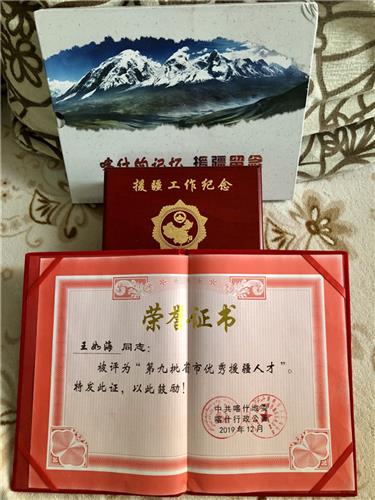 喀什的记忆 援疆留念
援疆工作纪念
荣誉证书
王如海 同志:
被评为“第九批省市优秀援疆人才”。
特发此证,以此鼓励!
中共喀什地委
喀什行政公署
2019年12月